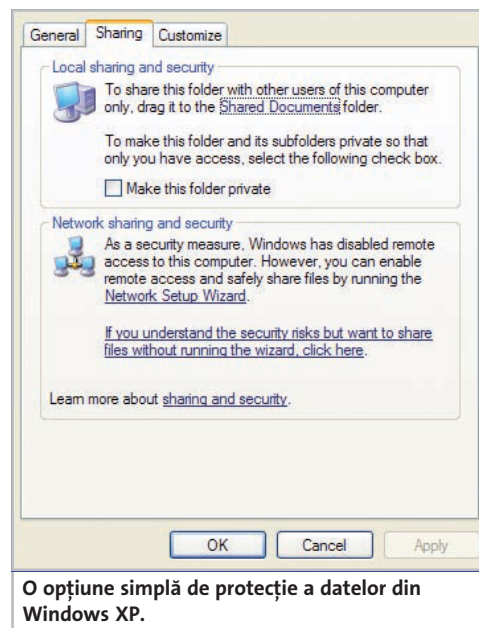 General Sharing Customize
Local sharing and security
To share this folder with other users of this computer
only, drag it to the Shared Documents folder.
To make this folder and its subfolders private so that
only you have access, select the following check box.
Make this folder private
Network sharing and security
As a security measure, Windows has disabled remote
access to this computer. However, you can enable
remote access and safely share files by running the
Network Setup Wizard.
If you understand the security risks but want to share
files without running the wizard, click here.
Learn more about sharing and security.
OK Cancel Apply
O opțiune simplă de protecție a datelor din
Windows XP.